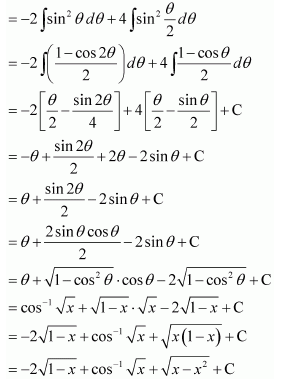 = −2∫sin² θ dθ + 4∫sin² θ/2 dθ
= −2∫((1 − cos 2θ)/2) dθ + 4∫(1 − cos θ)/2 dθ
= −2[θ/2 − sin 2θ/4] + 4[θ/2 − sin θ/2] + C
= −θ + sin 2θ/2 + 2θ − 2 sin θ + C
= θ + sin 2θ/2 − 2 sin θ + C
= θ + 2 sin θ cos θ/2 − 2 sin θ + C
= θ + √(1 − cos² θ) · cos θ − 2√(1 − cos² θ) + C
= cos⁻¹ √x + √(1 − x) · √x − 2√(1 − x) + C
= −2√(1 − x) + cos⁻¹ √x + √(x(1 − x)) + C
= −2√(1 − x) + cos⁻¹ √x + √(x − x²) + C